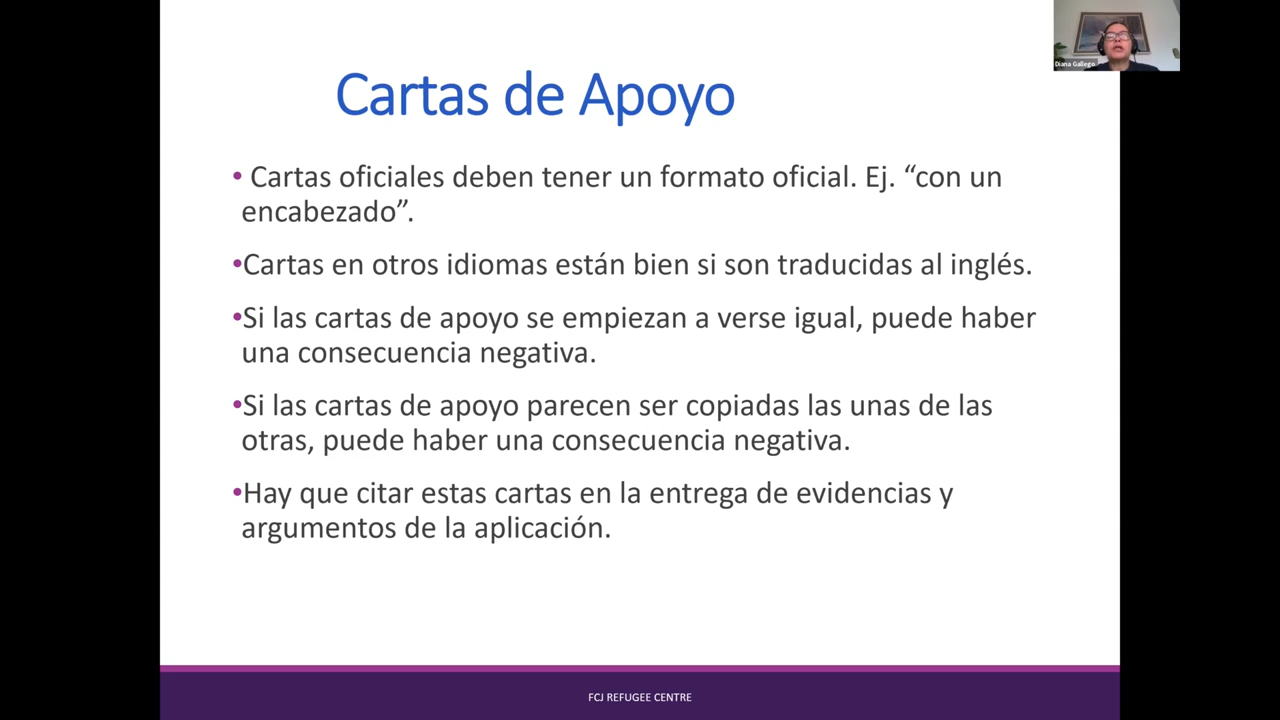 Diana Gallego
Cartas de Apoyo
• Cartas oficiales deben tener un formato oficial. Ej. “con un
encabezado”.
•Cartas en otros idiomas están bien si son traducidas al inglés.
•Si las cartas de apoyo se empiezan a verse igual, puede haber
una consecuencia negativa.
•Si las cartas de apoyo parecen ser copiadas las unas de las
otras, puede haber una consecuencia negativa.
•Hay que citar estas cartas en la entrega de evidencias y
argumentos de la aplicación.
FCJ REFUGEE CENTRE